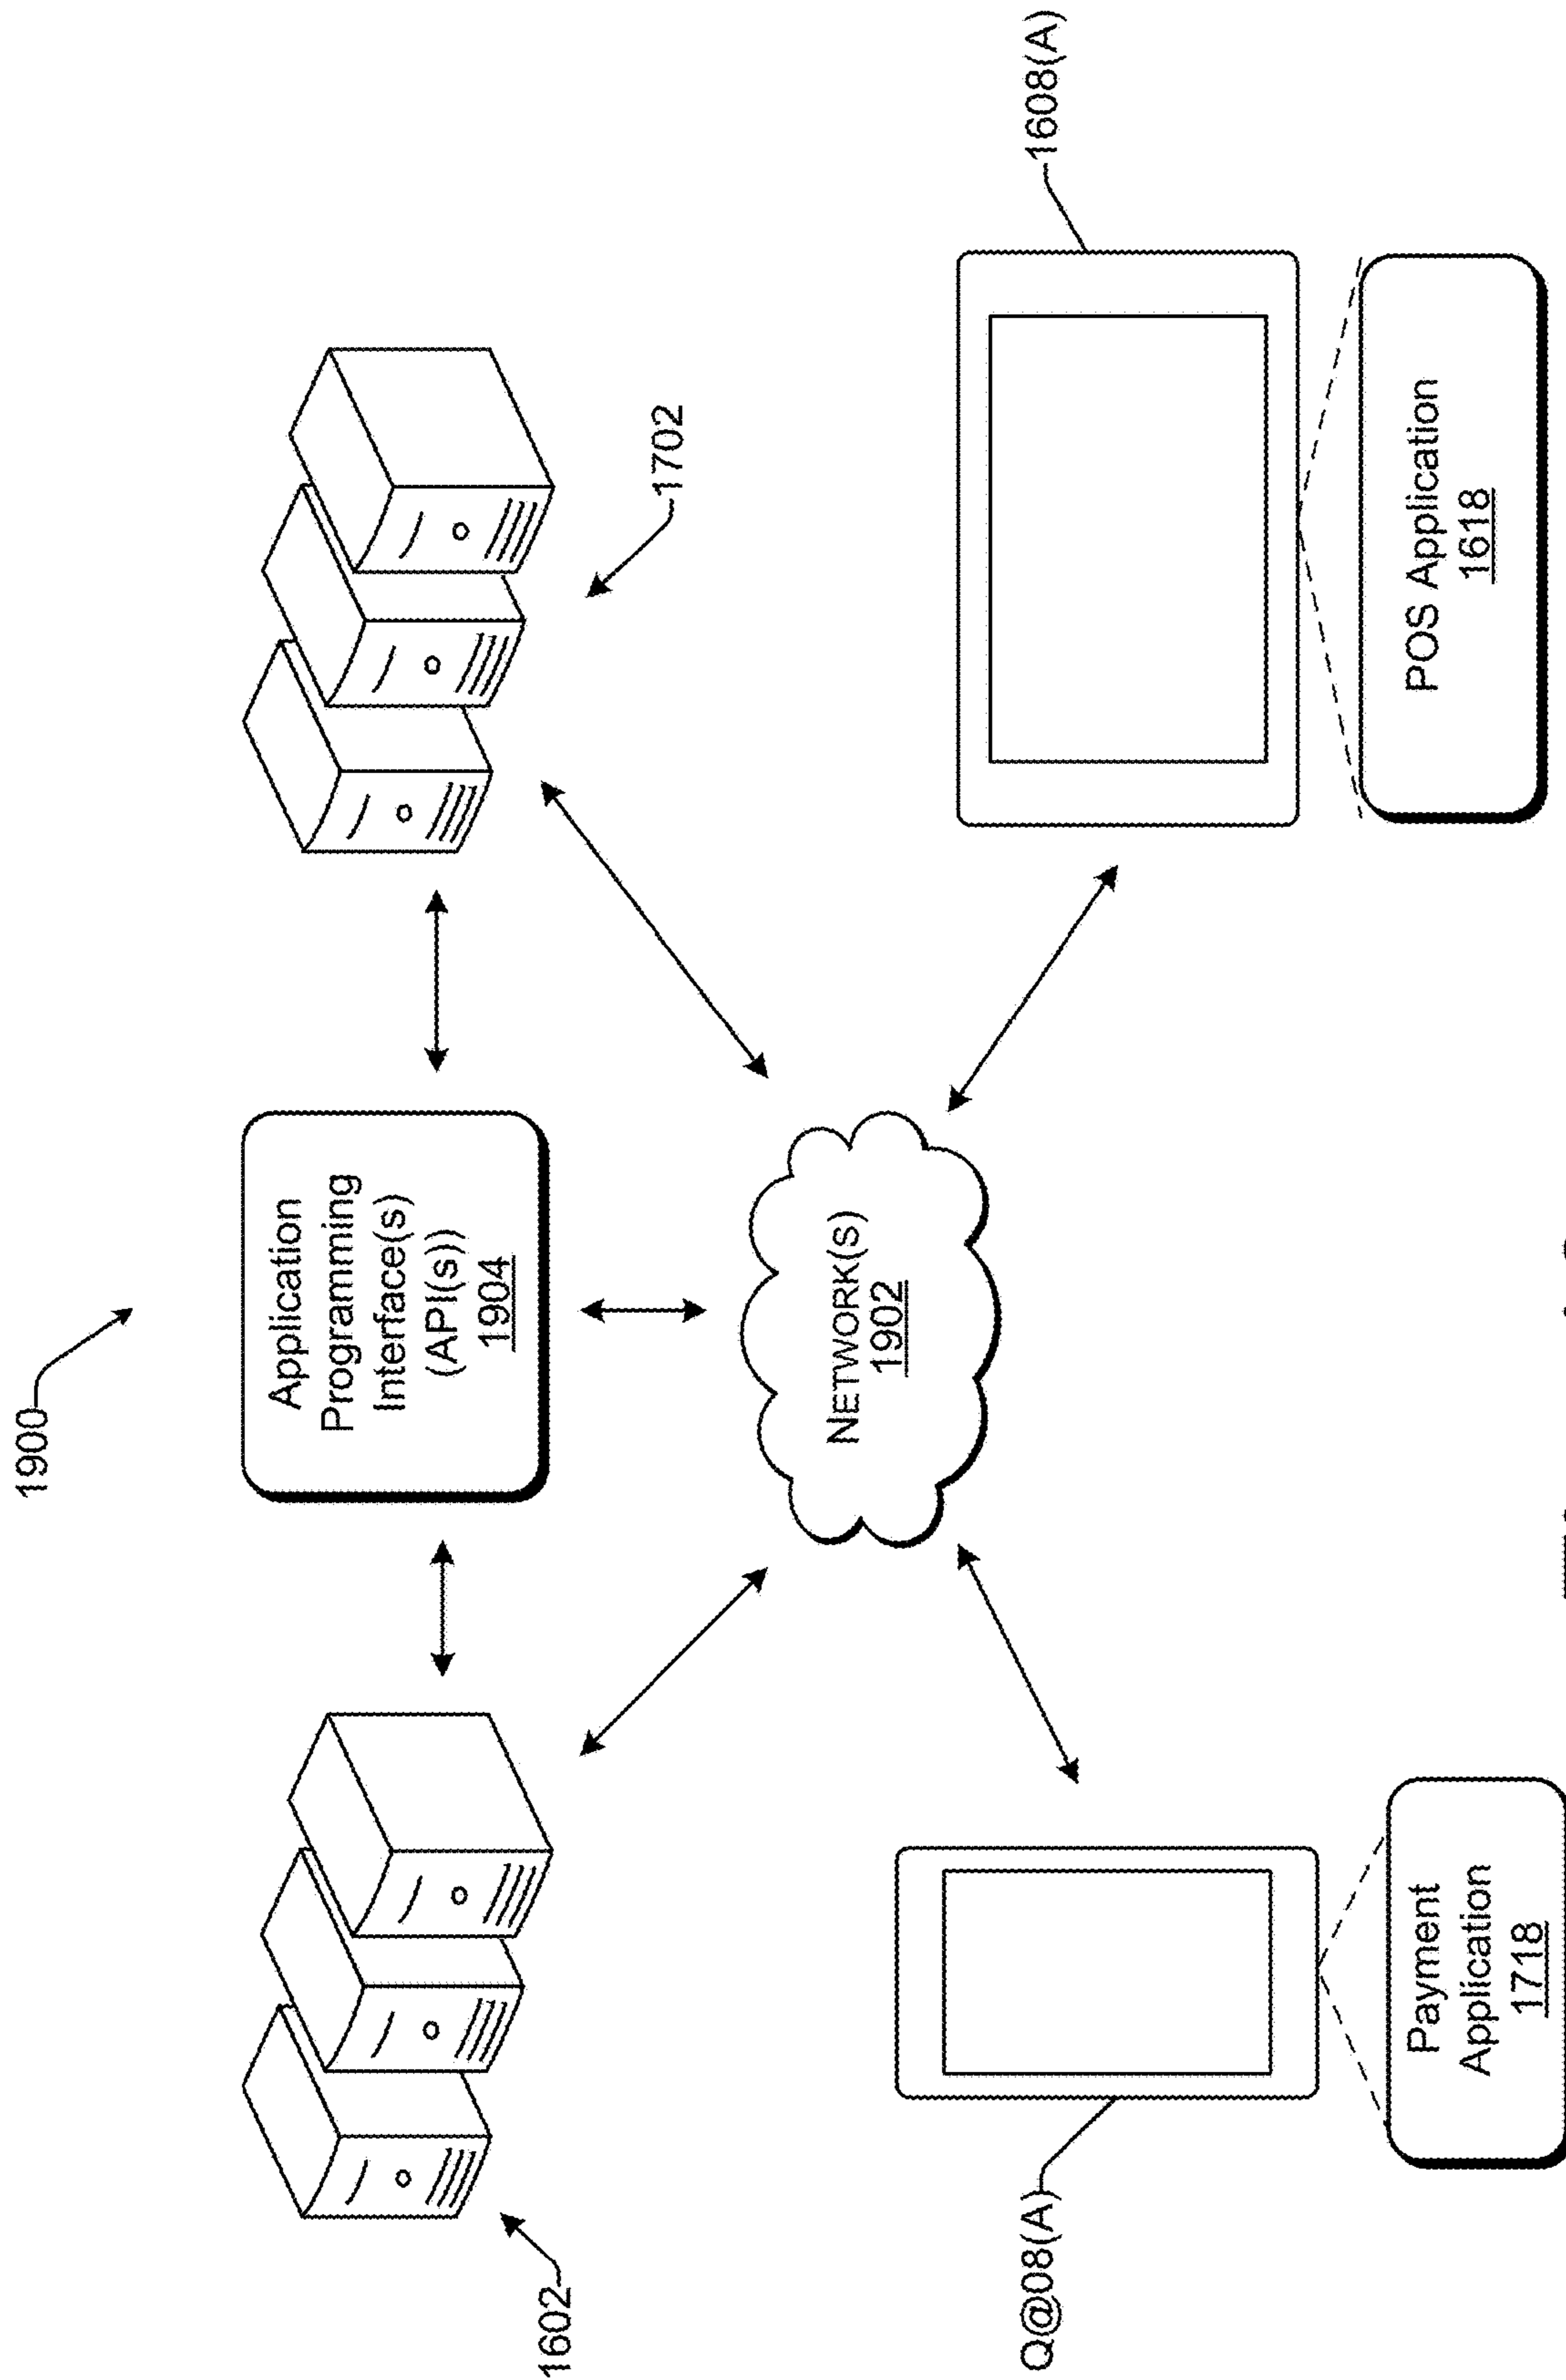 1900
Application
Programming
Interface(s)
(API(s))
1904
1602
1702
NETWORK(S)
1902
Q@08(A)
1608(A)
Payment
Application
1718
POS Application
1618